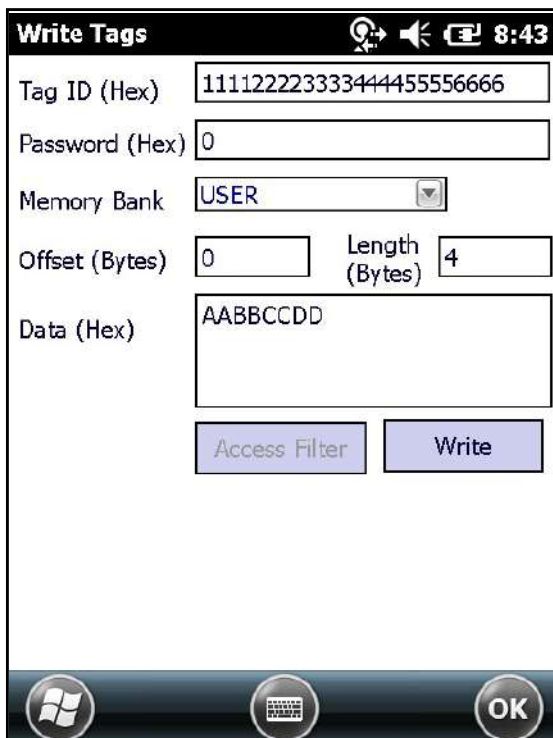 Write Tags 8:43
Tag ID (Hex) 111122223333444455556666
Password (Hex) 0
Memory Bank USER
Offset (Bytes) 0 Length (Bytes) 4
Data (Hex) AABBCCDD
Access Filter Write
OK